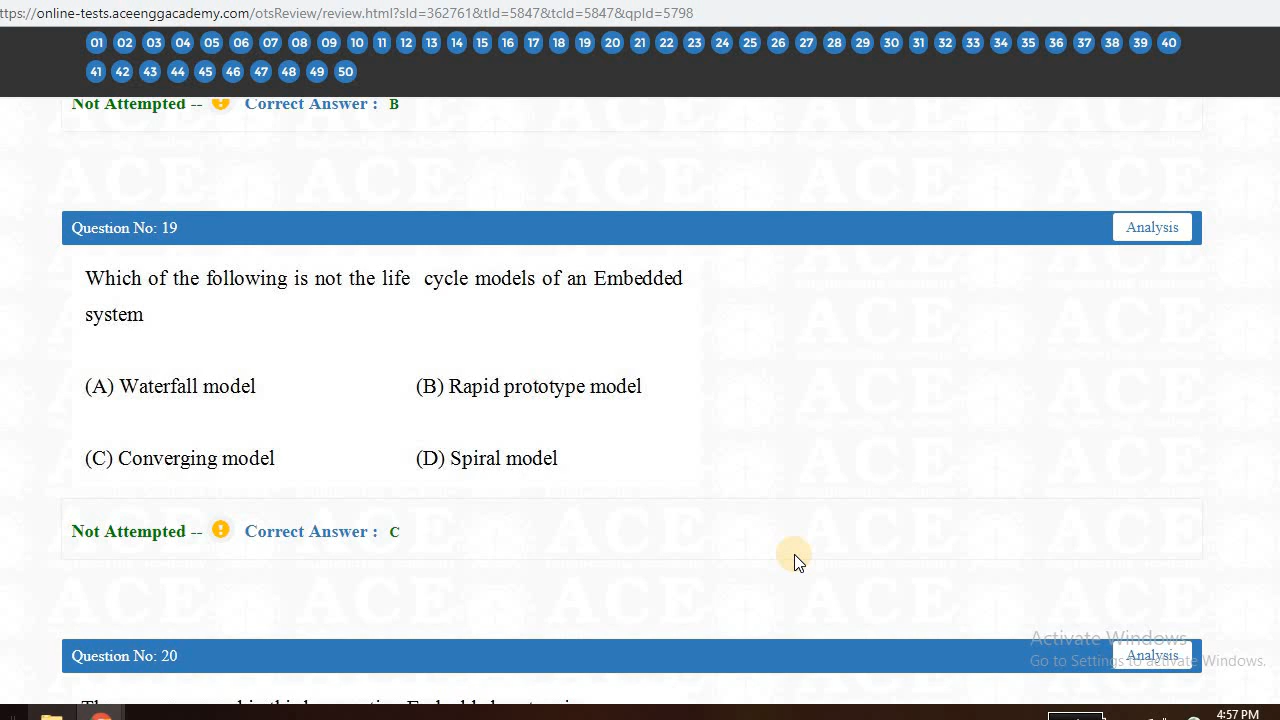 ttps://online-tests.aceenggacademy.com/otsReview/review.html?sId=362761&tId=5847&tcId=5847&qpId=5798
01 02 03 04 05 06 07 08 09 10 11 12 13 14 15 16 17 18 19 20 21 22 23 24 25 26 27 28 29 30 31 32 33 34 35 36 37 38 39 40
41 42 43 44 45 46 47 48 49 50
Not Attempted -- Correct Answer : B
Question No: 19 Analysis
Which of the following is not the life cycle models of an Embedded
system
(A) Waterfall model (B) Rapid prototype model
(C) Converging model (D) Spiral model
Not Attempted -- Correct Answer : C
Activate Windows
Question No: 20 Analysis
Go to Settings to activate Windows.
4:57 PM